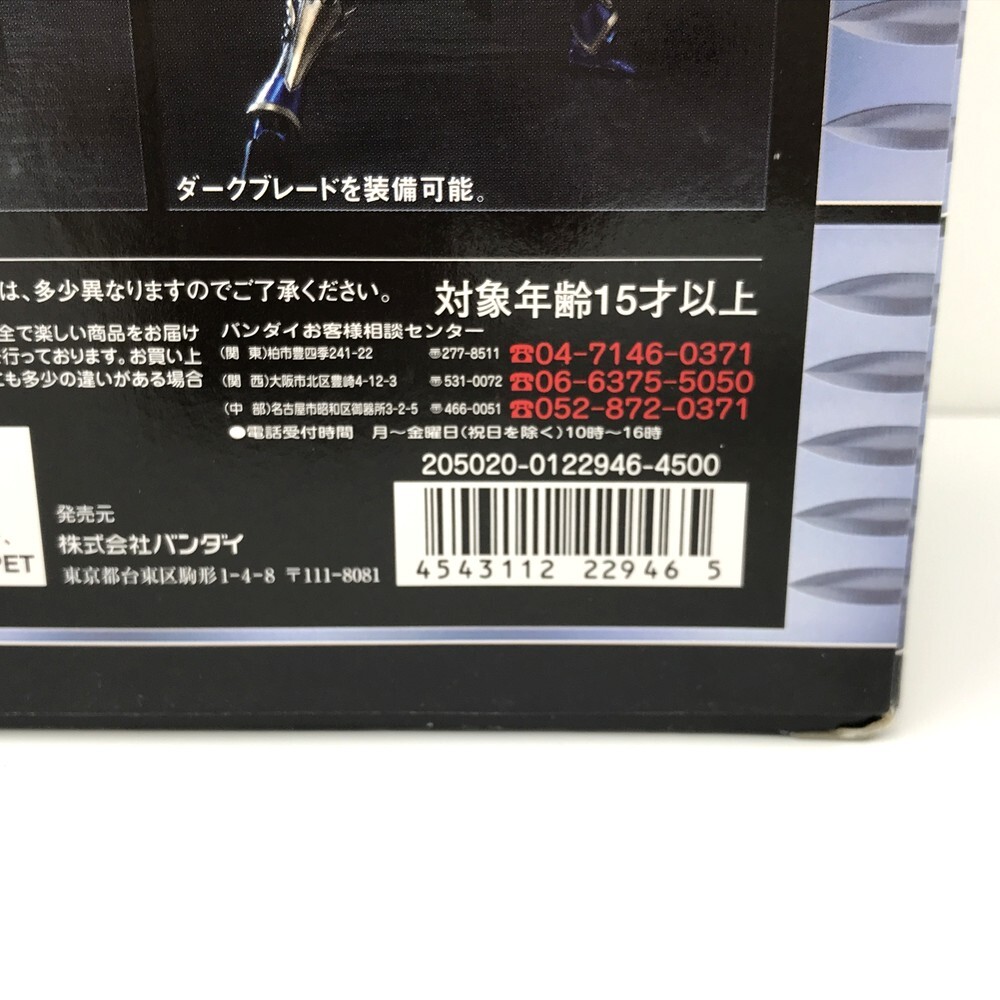 ダークブレードを装備可能。
は、多少異なりますのでご了承ください。
対象年齢15才以上
全で楽しい商品をお届け
行っております。お買い上
こも多少の違いがある場合
バンダイお客様相談センター
(関 東)柏市豊四季241-22 〠277-8511 ☎04-7146-0371
(関 西)大阪市北区豊崎4-12-3 〠531-0072 ☎06-6375-5050
(中 部)名古屋市昭和区御器所3-2-5 〠466-0051 ☎052-872-0371
●電話受付時間 月〜金曜日(祝日を除く)10時〜16時
205020-0122946-4500
、
PET
発売元
株式会社バンダイ
東京都台東区駒形1-4-8 〒111-8081
4543112 229465